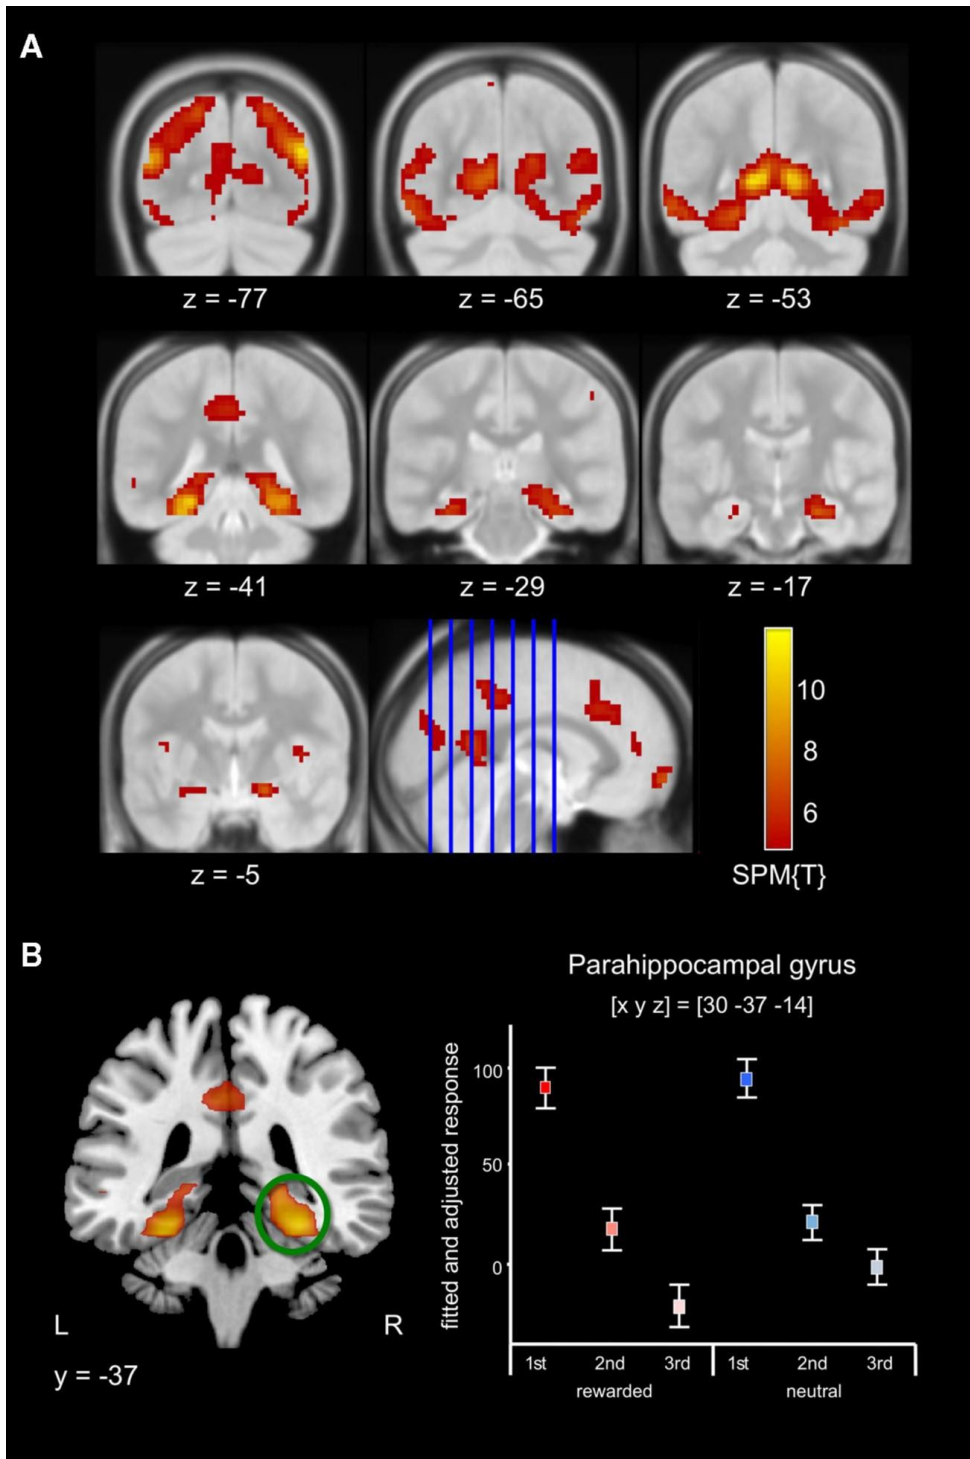 A
z = -77
z = -65
z = -53
z = -41
z = -29
z = -17
10
8
6
z = -5
SPM{T}
B
Parahippocampal gyrus
[x y z] = [30 -37 -14]
fitted and adjusted response
100
50
0
L
R
y = -37
1st
2nd
3rd
1st
2nd
3rd
rewarded
neutral